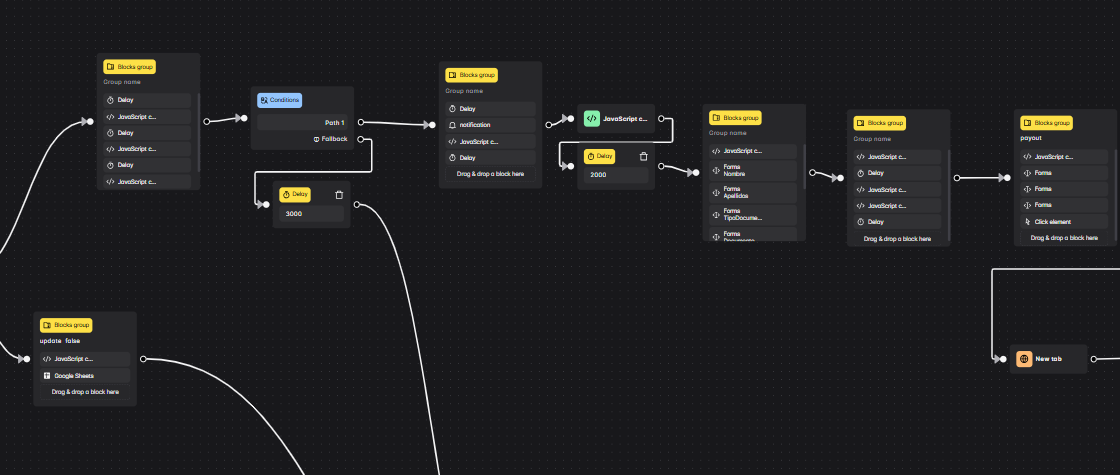 Blocks group
Group name
Delay
JavaScript c...
Delay
JavaScript c...
Delay
JavaScript c...
Conditions
Path 1
Fallback
Delay
3000
Blocks group
Group name
Delay
notification
JavaScript c...
Delay
Drag & drop a block here
JavaScript c...
Delay
2000
Blocks group
Group name
JavaScript c...
Forms
Nombre
Forms
Apellidos
Forms
TipoDocume...
Forms
Documento
Blocks group
Group name
JavaScript c...
Delay
JavaScript c...
JavaScript c...
Delay
Drag & drop a block here
Blocks group
payout
JavaScript c...
Forms
Forms
Forms
Click element
Drag & drop a block here
Blocks group
update false
JavaScript c...
Google Sheets
Drag & drop a block here
New tab